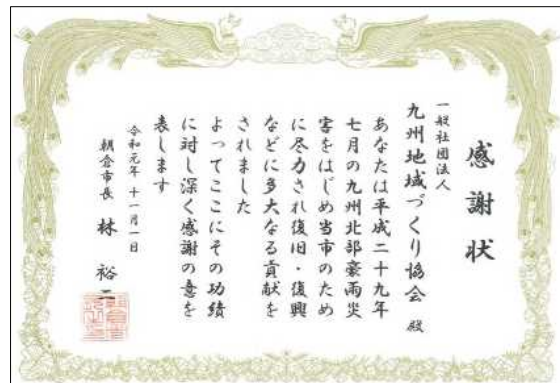 感謝状
一般社団法人
九州地域づくり協会 殿
あなたは平成二十九年
七月の九州北部豪雨災
害をはじめ当市のため
に尽力され復旧・復興
などに多大なる貢献を
されました
よってここにその功績
に対し深く感謝の意を
表します
令和元年十一月一日
朝倉市長 林 裕二